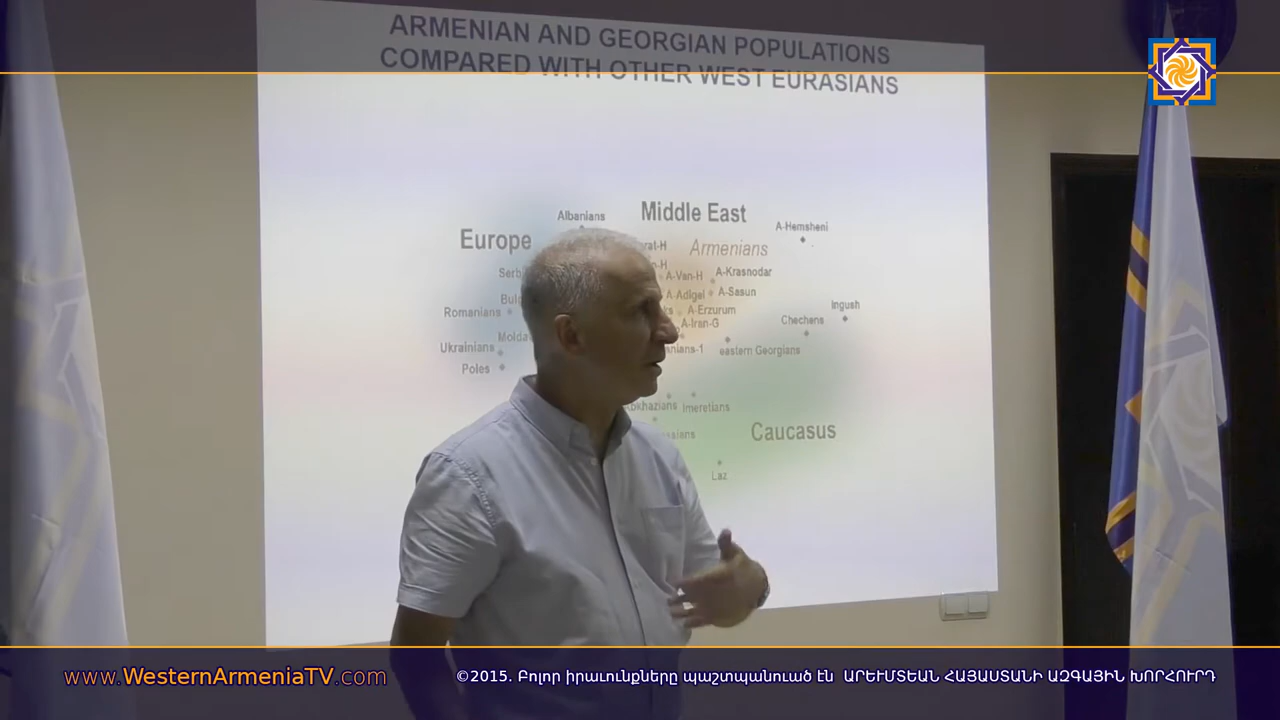 ARMENIAN AND GEORGIAN POPULATIONS
COMPARED WITH OTHER WEST EURASIANS
Albanians
Middle East
A-Hemsheni
Europe
Armenians
A-Van-H
A-Krasnodar
A-Adigei
A-Sasun
Romanians
A-Erzurum
Ingush
A-Iran-G
Chechens
Ukrainians
eastern Georgians
Poles
Imeretians
Caucasus
Laz
www.WesternArmeniaTV.com
©2015. Բոլոր իրաւունքները պաշտպանուած էն ԱՐԵՒՄՏԵԱՆ ՀԱՅԱՍՏԱՆԻ ԱԶԳԱՅԻՆ ԽՈՐՀՈՒՐԴ